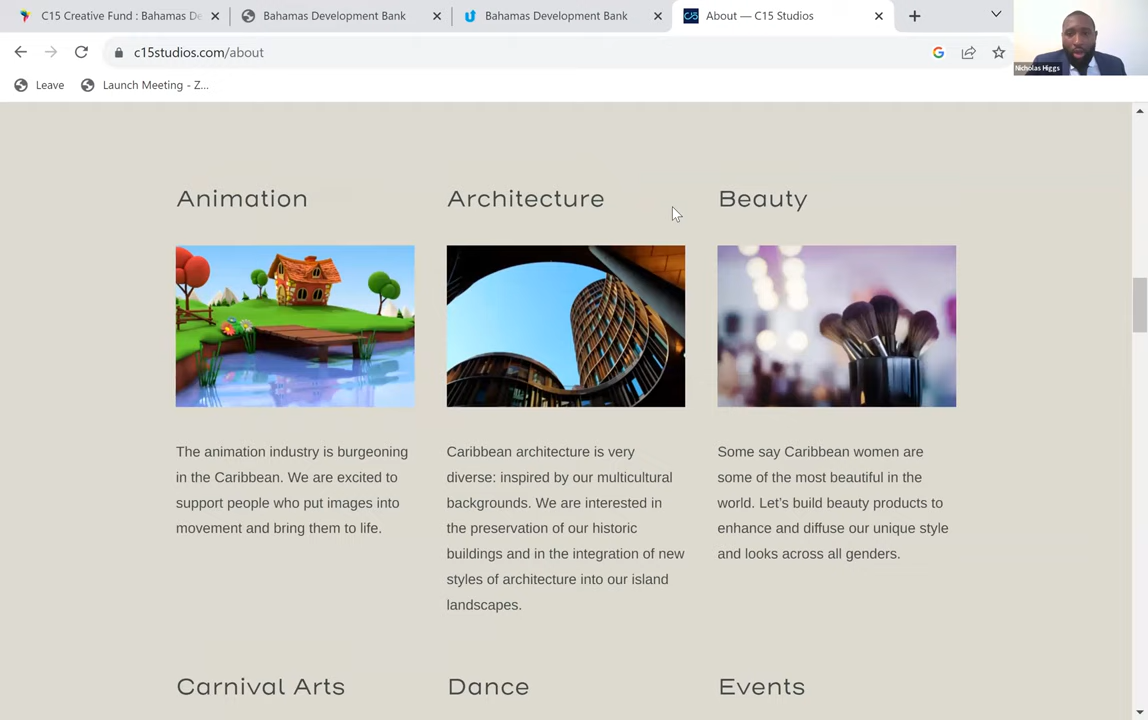 C15 Creative Fund : Bahamas De
Bahamas Development Bank
Bahamas Development Bank
About — C15 Studios
c15studios.com/about
Leave
Launch Meeting - Z...
Nicholas Higgs
Animation
Architecture
Beauty
The animation industry is burgeoning
in the Caribbean. We are excited to
support people who put images into
movement and bring them to life.
Caribbean architecture is very
diverse: inspired by our multicultural
backgrounds. We are interested in
the preservation of our historic
buildings and in the integration of new
styles of architecture into our island
landscapes.
Some say Caribbean women are
some of the most beautiful in the
world. Let's build beauty products to
enhance and diffuse our unique style
and looks across all genders.
Carnival Arts
Dance
Events